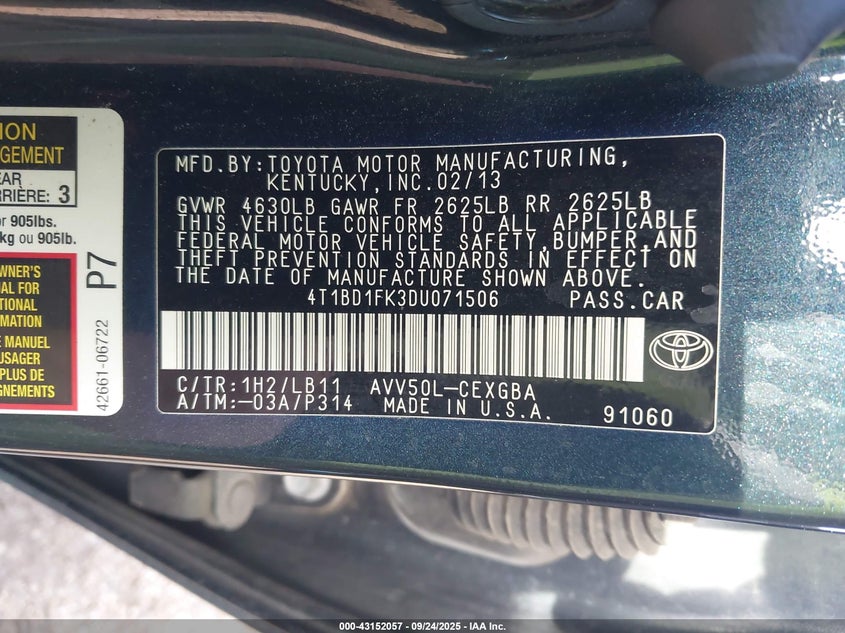 ION
GEMENT
EAR
RRIÈRE: 3
or 905lbs.
kg ou 905lb.
WNER'S
UAL FOR
TIONAL
RMATION
E MANUEL
USAGER
PLUS DE
GNEMENTS
P7
42661-06722
MFD.BY:TOYOTA MOTOR MANUFACTURING,
KENTUCKY,INC.02/13
GVWR 4630LB GAWR FR 2625LB RR 2625LB
THIS VEHICLE CONFORMS TO ALL APPLICABLE
FEDERAL MOTOR VEHICLE SAFETY,BUMPER,AND
THEFT PREVENTION STANDARDS IN EFFECT ON
THE DATE OF MANUFACTURE SHOWN ABOVE.
4T1BD1FK3DU071506 PASS.CAR
C/TR:1H2/LB11 AVV50L-CEXGBA
A/TM:-03A/P314 MADE IN U.S.A. 91060
TOYOTA
000-43152057 - 09/24/2025 - IAA Inc.